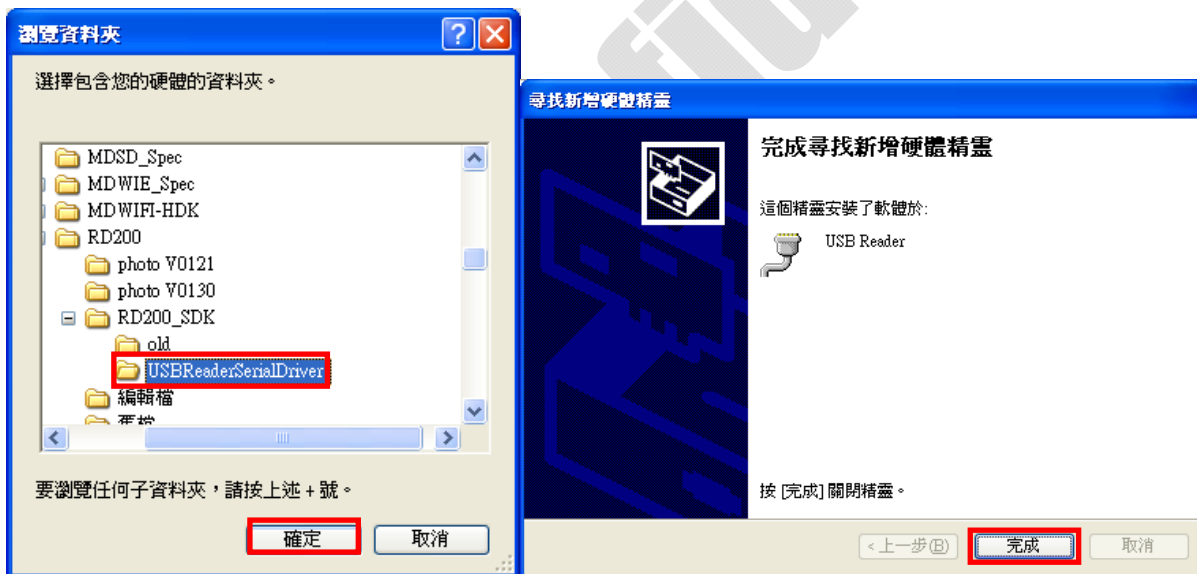 瀏覽資料夾
選擇包含您的硬體的資料夾。
MDSD_Spec
MDWIE_Spec
MDWIFI-HDK
RD200
photo V0121
photo V0130
RD200_SDK
old
USBReaderSerialDriver
編輯檔
舊檔
要瀏覽任何子資料夾，請按上述 + 號。
確定
取消
尋找新增硬體精靈
完成尋找新增硬體精靈
這個精靈安裝了軟體於:
USB Reader
按 [完成] 關閉精靈。
< 上一步(B)
完成
取消